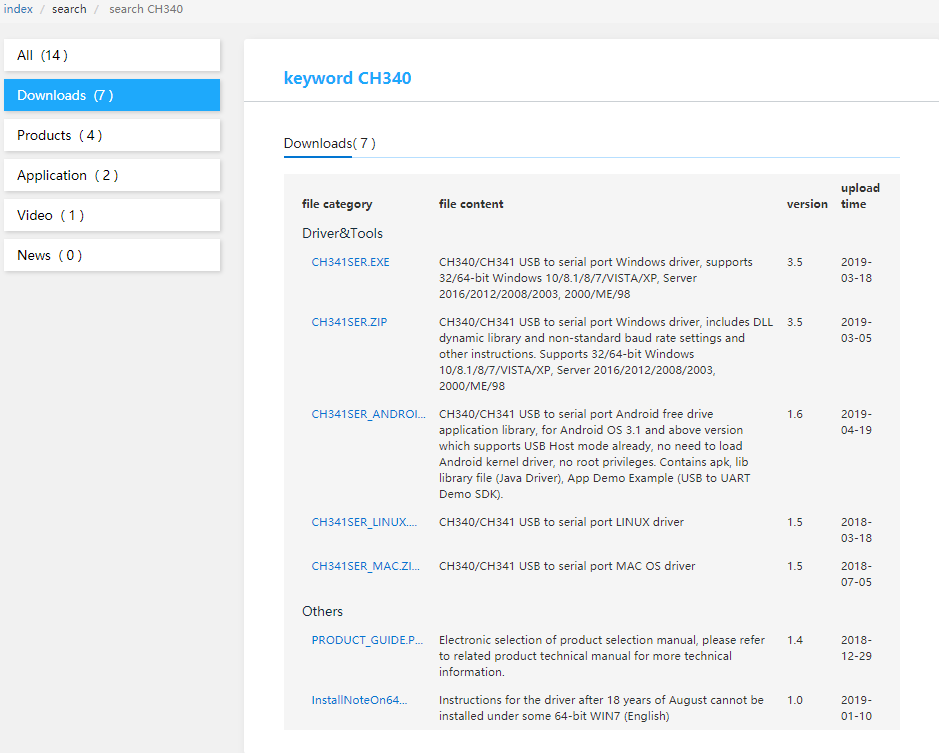 index / search / search CH340
All (14)
Downloads (7)
Products (4)
Application (2)
Video (1)
News (0)
keyword CH340
Downloads( 7 )
file category file content version upload time
Driver&Tools
CH341SER.EXE CH340/CH341 USB to serial port Windows driver, supports 3.5 2019-
32/64-bit Windows 10/8.1/8/7/VISTA/XP, Server 03-18
2016/2012/2008/2003, 2000/ME/98
CH341SER.ZIP CH340/CH341 USB to serial port Windows driver, includes DLL 3.5 2019-
dynamic library and non-standard baud rate settings and 03-05
other instructions. Supports 32/64-bit Windows
10/8.1/8/7/VISTA/XP, Server 2016/2012/2008/2003,
2000/ME/98
CH341SER_ANDROI... CH340/CH341 USB to serial port Android free drive 1.6 2019-
application library, for Android OS 3.1 and above version 04-19
which supports USB Host mode already, no need to load
Android kernel driver, no root privileges. Contains apk, lib
library file (Java Driver), App Demo Example (USB to UART
Demo SDK).
CH341SER_LINUX.... CH340/CH341 USB to serial port LINUX driver 1.5 2018-
03-18
CH341SER_MAC.ZI... CH340/CH341 USB to serial port MAC OS driver 1.5 2018-
07-05
Others
PRODUCT_GUIDE.P... Electronic selection of product selection manual, please refer 1.4 2018-
to related product technical manual for more technical 12-29
information.
InstallNoteOn64... Instructions for the driver after 18 years of August cannot be 1.0 2019-
installed under some 64-bit WIN7 (English) 01-10